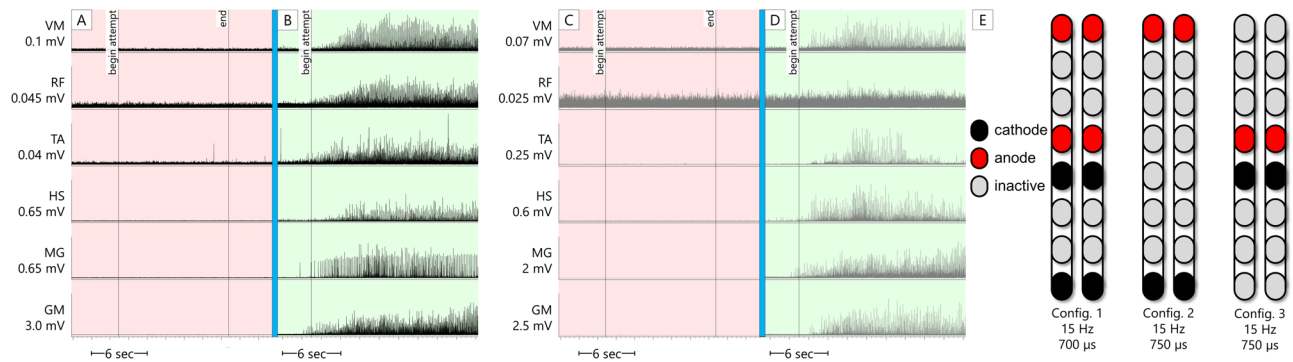 A
B
begin attempt
end
begin attempt
VM
0.1 mV
RF
0.045 mV
TA
0.04 mV
HS
0.65 mV
MG
0.65 mV
GM
3.0 mV
6 sec
6 sec
C
D
begin attempt
end
begin attempt
VM
0.07 mV
RF
0.025 mV
TA
0.25 mV
HS
0.6 mV
MG
2 mV
GM
2.5 mV
6 sec
6 sec
E
cathode
anode
inactive
Config. 1
15 Hz
700 µs
Config. 2
15 Hz
750 µs
Config. 3
15 Hz
750 µs